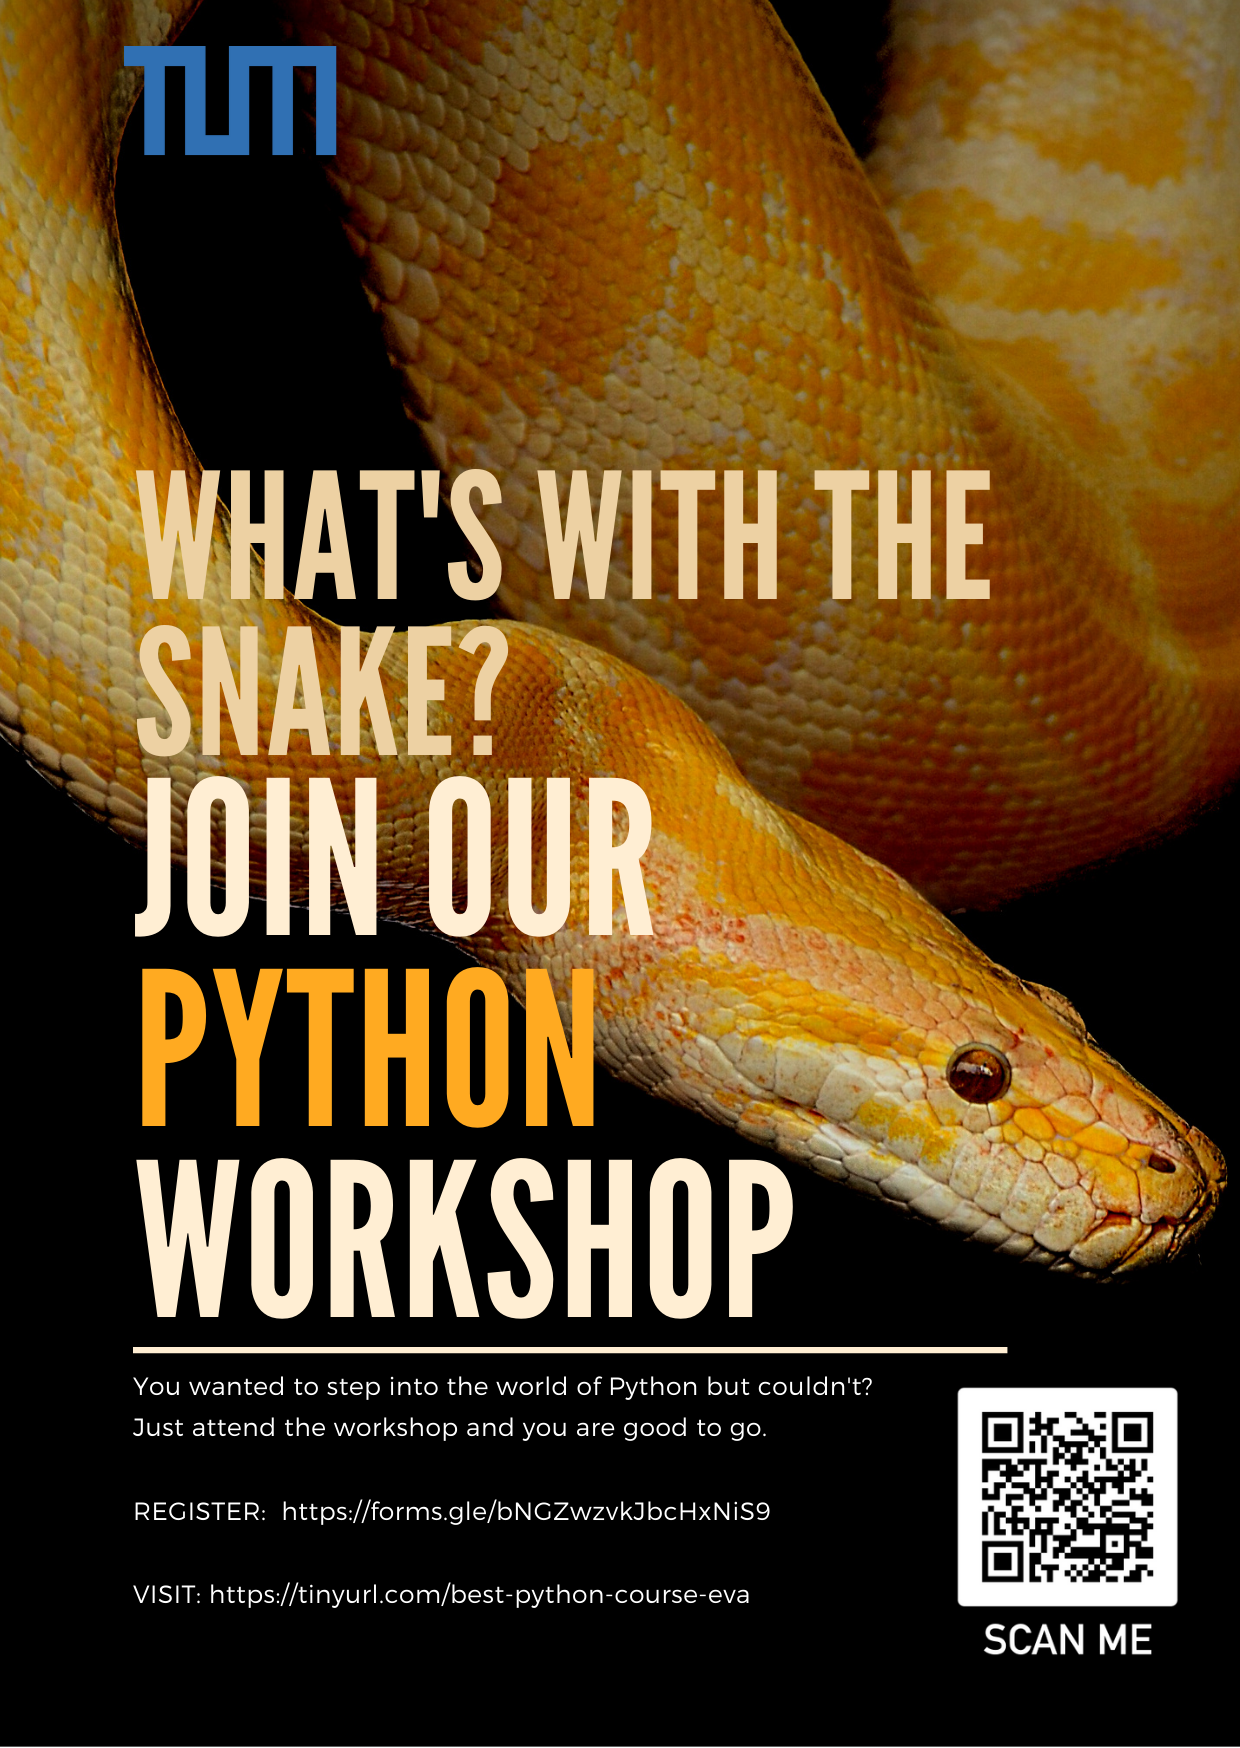 TUM
WHAT'S WITH THE
SNAKE?
JOIN OUR
PYTHON
WORKSHOP
You wanted to step into the world of Python but couldn't?
Just attend the workshop and you are good to go.
REGISTER: https://forms.gle/bNGZwzvkJbcHxNiS9
VISIT: https://tinyurl.com/best-python-course-eva
SCAN ME